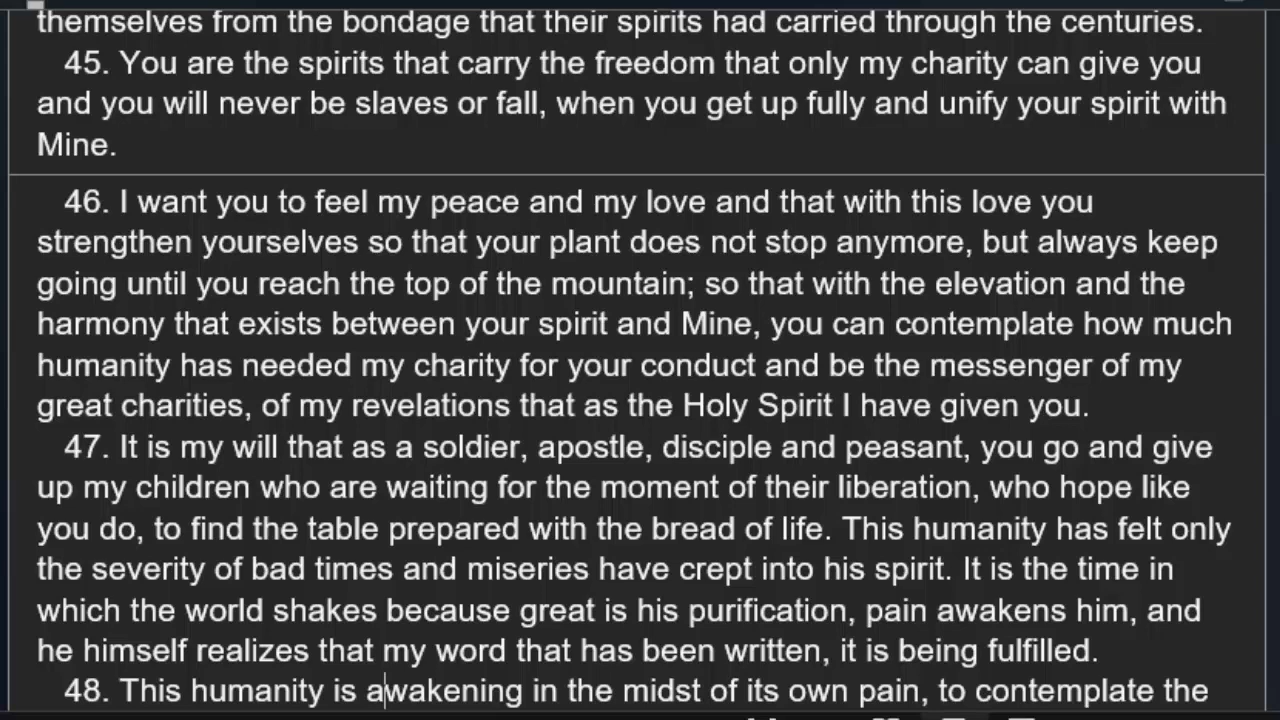 themselves from the bondage that their spirits had carried through the centuries.
45. You are the spirits that carry the freedom that only my charity can give you
and you will never be slaves or fall, when you get up fully and unify your spirit with
Mine.
46. I want you to feel my peace and my love and that with this love you
strengthen yourselves so that your plant does not stop anymore, but always keep
going until you reach the top of the mountain; so that with the elevation and the
harmony that exists between your spirit and Mine, you can contemplate how much
humanity has needed my charity for your conduct and be the messenger of my
great charities, of my revelations that as the Holy Spirit I have given you.
47. It is my will that as a soldier, apostle, disciple and peasant, you go and give
up my children who are waiting for the moment of their liberation, who hope like
you do, to find the table prepared with the bread of life. This humanity has felt only
the severity of bad times and miseries have crept into his spirit. It is the time in
which the world shakes because great is his purification, pain awakens him, and
he himself realizes that my word that has been written, it is being fulfilled.
48. This humanity is awakening in the midst of its own pain, to contemplate the